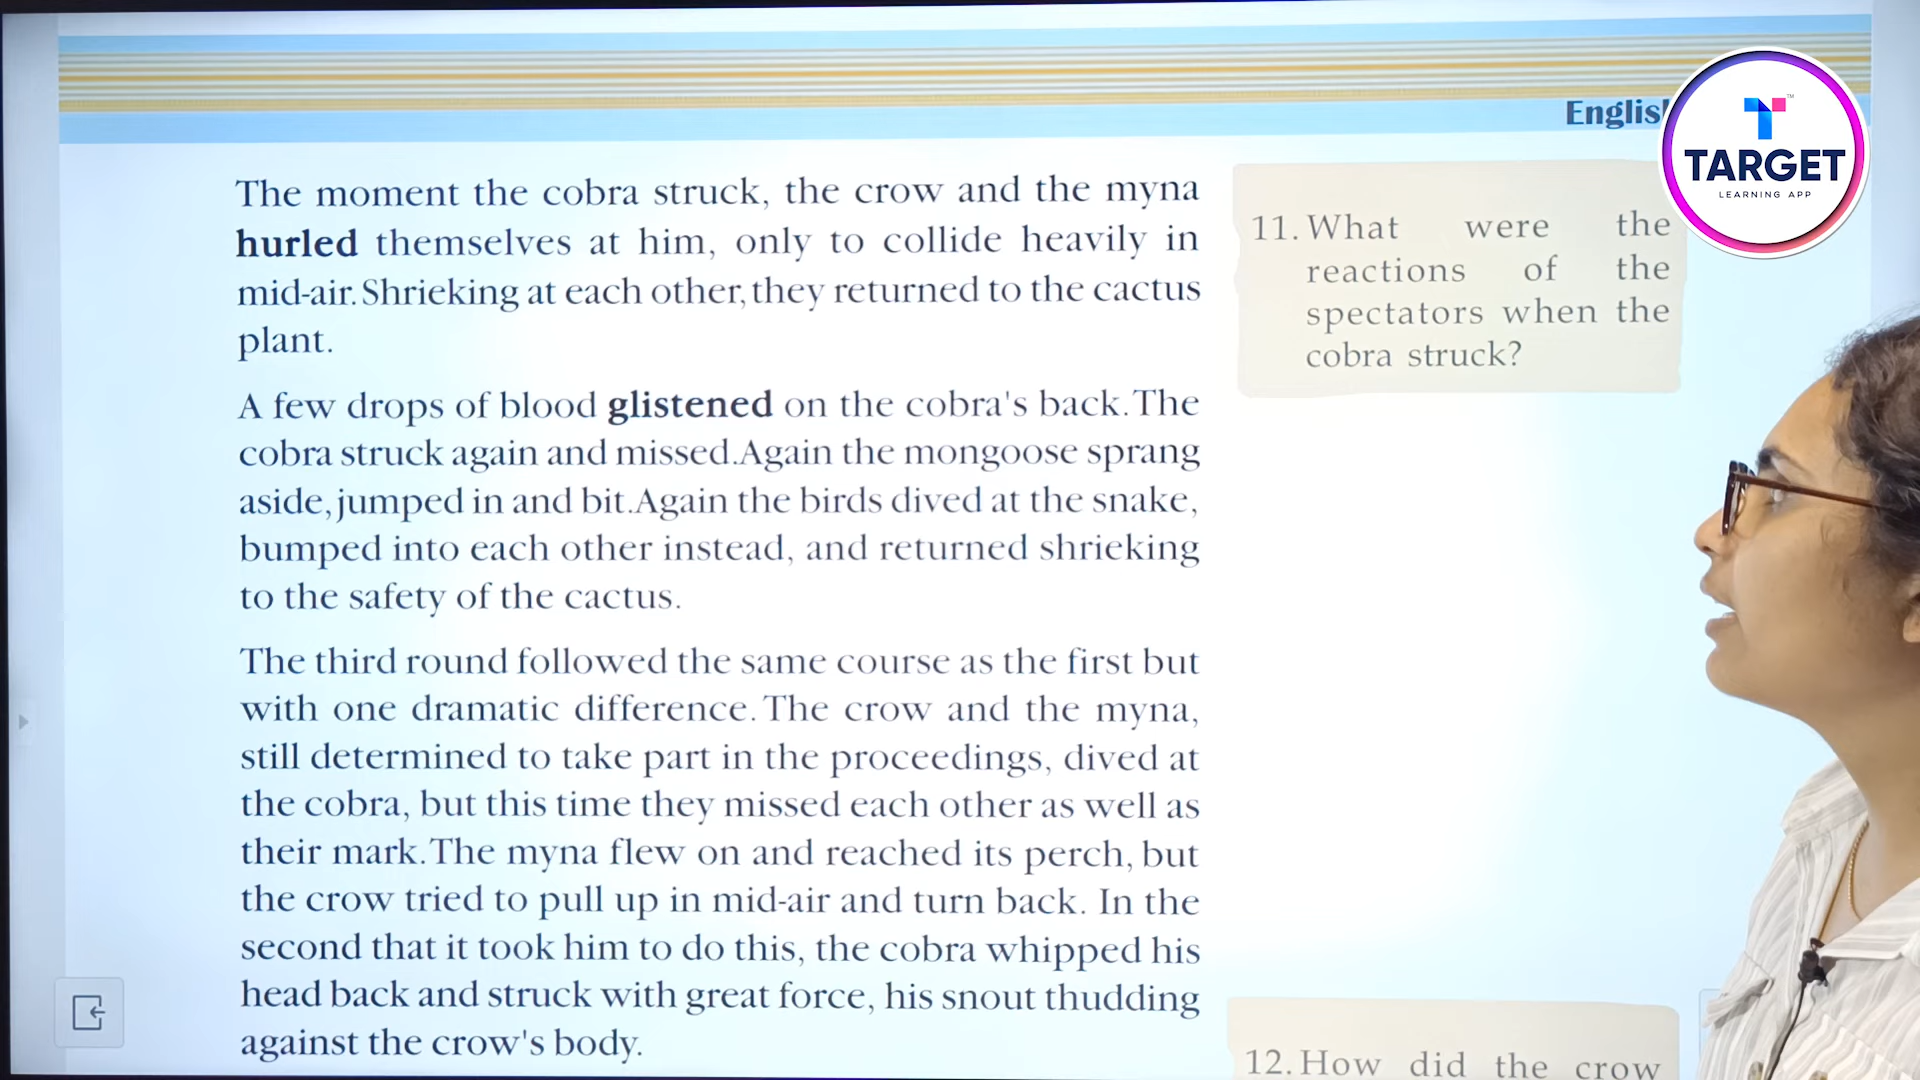 English
TARGET
LEARNING APP
The moment the cobra struck, the crow and the myna
hurled themselves at him, only to collide heavily in
mid-air. Shrieking at each other, they returned to the cactus
plant.
A few drops of blood glistened on the cobra's back. The
cobra struck again and missed. Again the mongoose sprang
aside, jumped in and bit. Again the birds dived at the snake,
bumped into each other instead, and returned shrieking
to the safety of the cactus.
The third round followed the same course as the first but
with one dramatic difference. The crow and the myna,
still determined to take part in the proceedings, dived at
the cobra, but this time they missed each other as well as
their mark. The myna flew on and reached its perch, but
the crow tried to pull up in mid-air and turn back. In the
second that it took him to do this, the cobra whipped his
head back and struck with great force, his snout thudding
against the crow's body.
11. What were the
reactions of the
spectators when the
cobra struck?
12. How did the crow